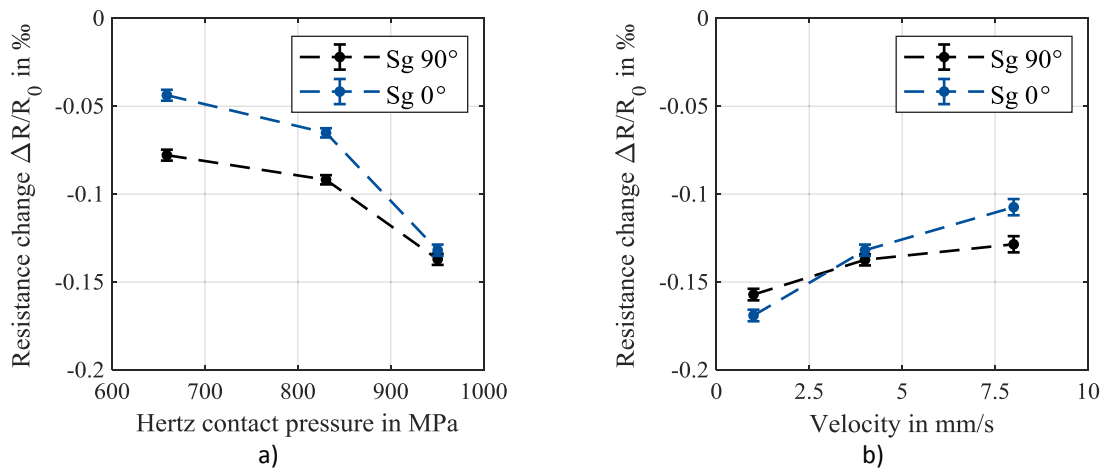 Resistance change ΔR/R0 in ‰
0
-0.05
-0.1
-0.15
-0.2
600
700
800
900
1000
Hertz contact pressure in MPa
Sg 90°
Sg 0°
a)
Resistance change ΔR/R0 in ‰
0
-0.05
-0.1
-0.15
-0.2
0
2.5
5
7.5
10
Velocity in mm/s
Sg 90°
Sg 0°
b)